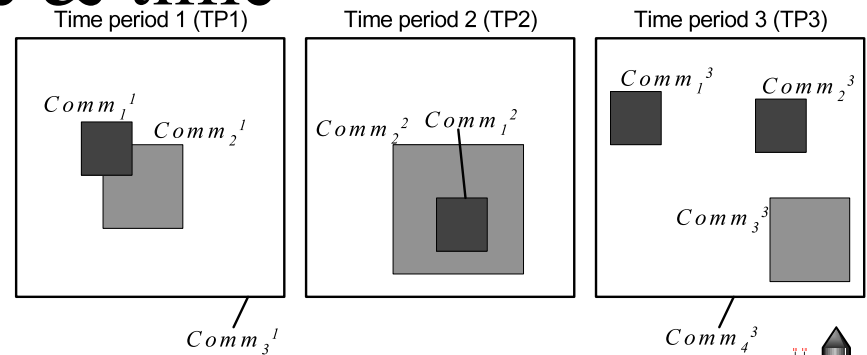 & time
Time period 1 (TP1)
Time period 2 (TP2)
Time period 3 (TP3)
Comm₁¹
Comm₂¹
Comm₃¹
Comm₂²
Comm₁²
Comm₁³
Comm₂³
Comm₃³
Comm₄³